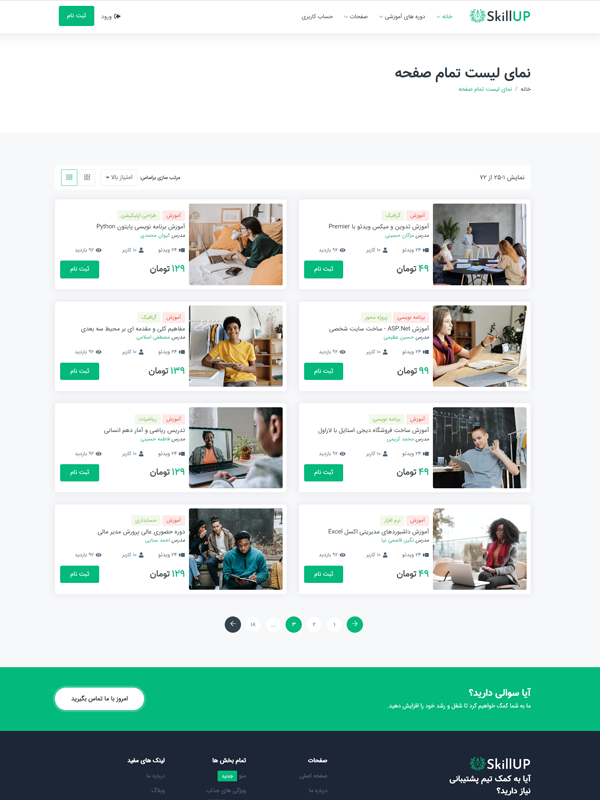 SkillUP
خانه
دوره های آموزشی
صفحات
حساب کاربری
ورود
ثبت نام
نمای لیست تمام صفحه
خانه / نمای لیست تمام صفحه
نمایش ۱-۲۵ از ۷۲
مرتب سازی براساس:
امتیاز بالا
آموزش گرافیک
آموزش تدوین و میکس ویدئو با Premier
مدرس مژگان حسینی
۲۴ ویدئو ۱۰ کاربر ۹۲ بازدید
۴۹ تومان
ثبت نام
آموزش طراحی اپلیکیشن
آموزش برنامه نویسی پایتون Python
مدرس کیوان محمدی
۲۴ ویدئو ۱۰ کاربر ۹۲ بازدید
۱۲۹ تومان
ثبت نام
برنامه نویسی پروژه محور
آموزش ASP.Net - ساخت سایت شخصی
مدرس حسین عظیمی
۲۴ ویدئو ۱۰ کاربر ۹۲ بازدید
۹۹ تومان
ثبت نام
آموزش گرافیک
مفاهیم کلی و مقدمه ای بر محیط سه بعدی
مدرس مصطفی اسلامی
۲۴ ویدئو ۱۰ کاربر ۹۲ بازدید
۱۳۹ تومان
ثبت نام
آموزش برنامه نویسی
آموزش ساخت فروشگاه دیجی استایل با لاراول
مدرس محمد کریمی
۲۴ ویدئو ۱۰ کاربر ۹۲ بازدید
۴۹ تومان
ثبت نام
آموزش ریاضیات
تدریس ریاضی و آمار دهم انسانی
مدرس فاطمه حسینی
۲۴ ویدئو ۱۰ کاربر ۹۲ بازدید
۱۲۹ تومان
ثبت نام
آموزش نرم افزار
آموزش داشبوردهای مدیریتی اکسل Excel
مدرس نگین قاسمی نیا
۲۴ ویدئو ۱۰ کاربر ۹۲ بازدید
۴۹ تومان
ثبت نام
آموزش حسابداری
دوره حضوری عالی پرورش مدیر مالی
مدرس احمد سنایی
۲۴ ویدئو ۱۰ کاربر ۹۲ بازدید
۱۲۹ تومان
ثبت نام
۱ ۲ ۳ ... ۱۸
آیا سوالی دارید؟
ما به شما کمک خواهیم کرد تا شغل و رشد خود را افزایش دهید.
امروز با ما تماس بگیرید
SkillUP
آیا به کمک تیم پشتیبانی
نیاز دارید؟
صفحات
صفحه اصلی
درباره ما
تمام بخش ها
منو جدید
ویژگی های جذاب
لینک های مفید
درباره ما
وبلاگ